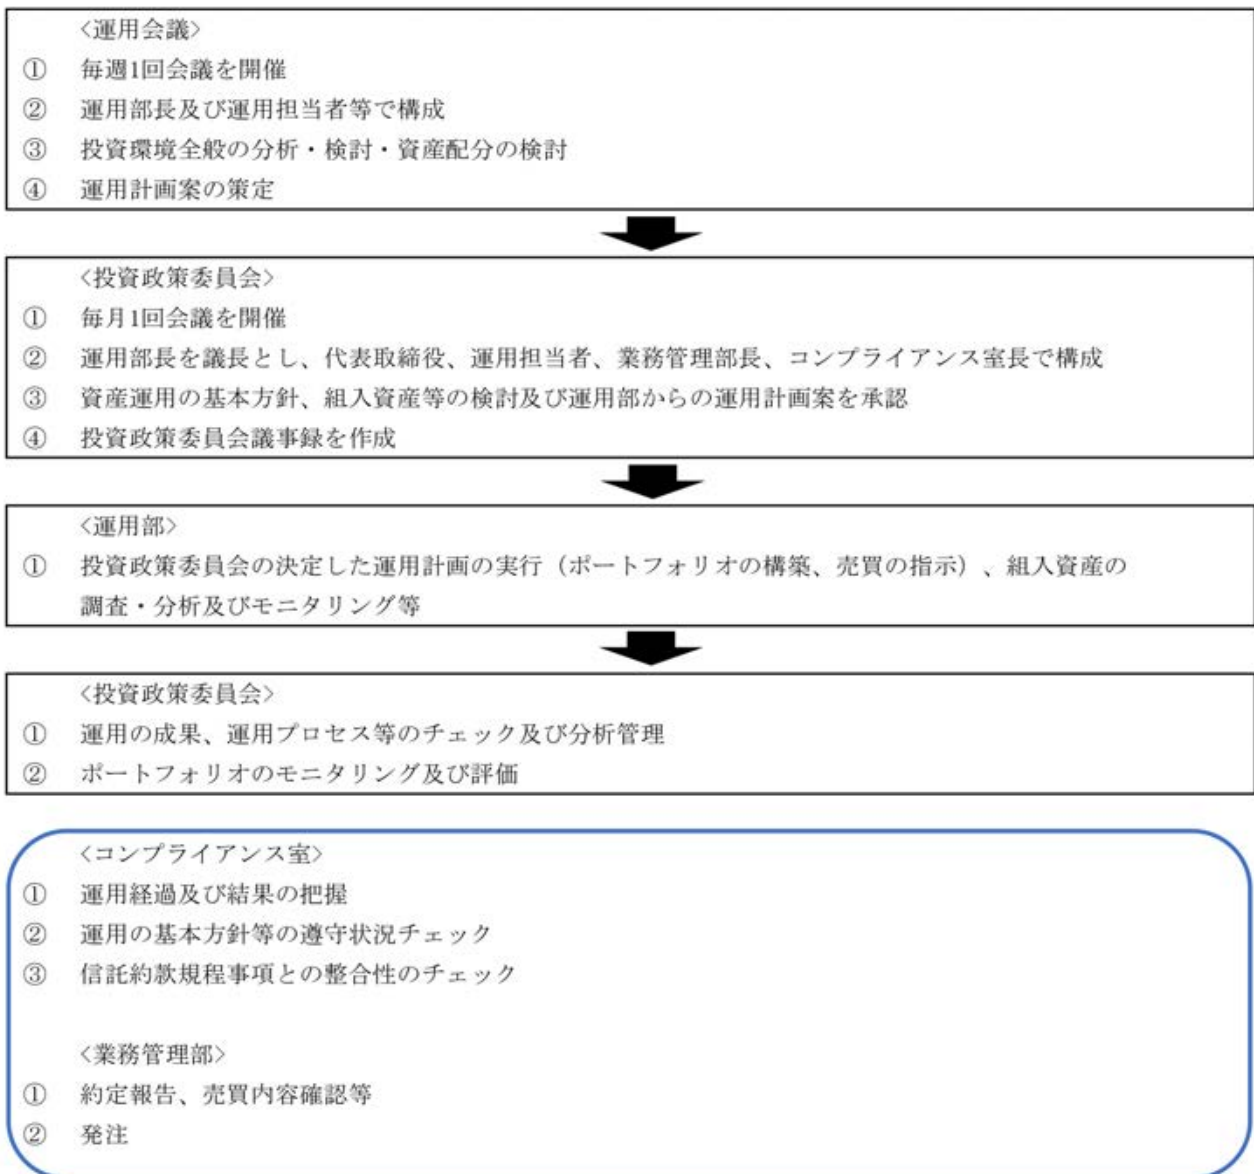 <運用会議>
① 毎週1回会議を開催
② 運用部長及び運用担当者等で構成
③ 投資環境全般の分析・検討・資産配分の検討
④ 運用計画案の策定
<投資政策委員会>
① 毎月1回会議を開催
② 運用部長を議長とし、代表取締役、運用担当者、業務管理部長、コンプライアンス室長で構成
③ 資産運用の基本方針、組入資産等の検討及び運用部からの運用計画案を承認
④ 投資政策委員会議事録を作成
<運用部>
① 投資政策委員会の決定した運用計画の実行（ポートフォリオの構築、売買の指示）、組入資産の
調査・分析及びモニタリング等
<投資政策委員会>
① 運用の成果、運用プロセス等のチェック及び分析管理
② ポートフォリオのモニタリング及び評価
<コンプライアンス室>
① 運用経過及び結果の把握
② 運用の基本方針等の遵守状況チェック
③ 信託約款規程事項との整合性のチェック
<業務管理部>
① 約定報告、売買内容確認等
② 発注